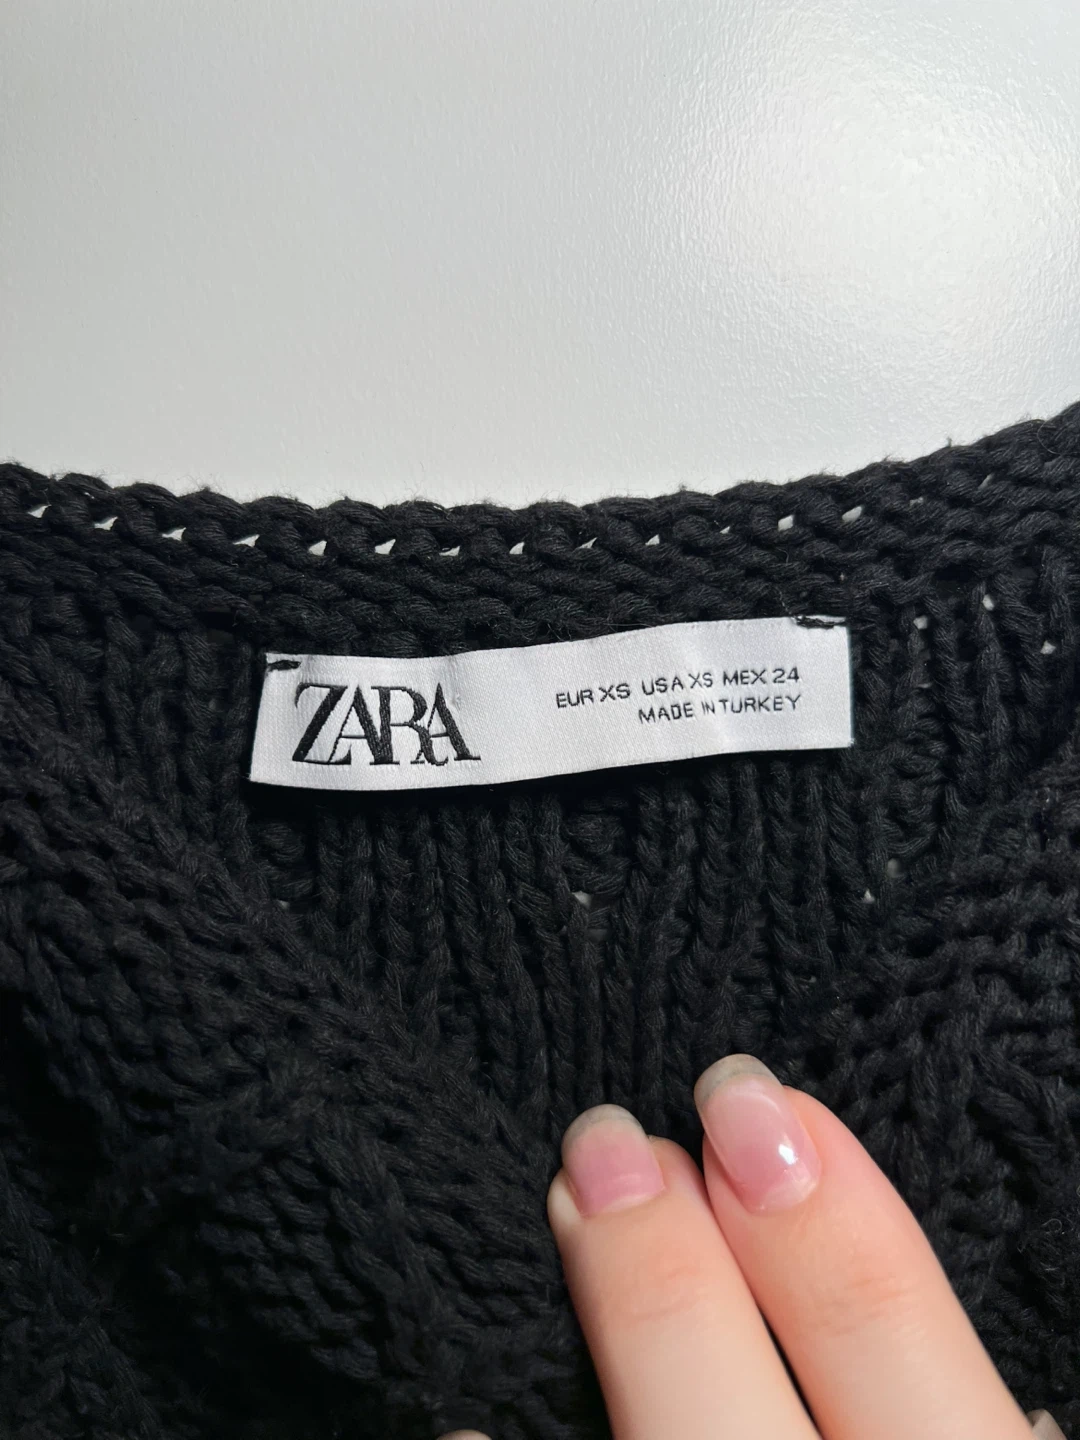 ZARA
EUR XS USA XS MEX 24
MADE IN TURKEY